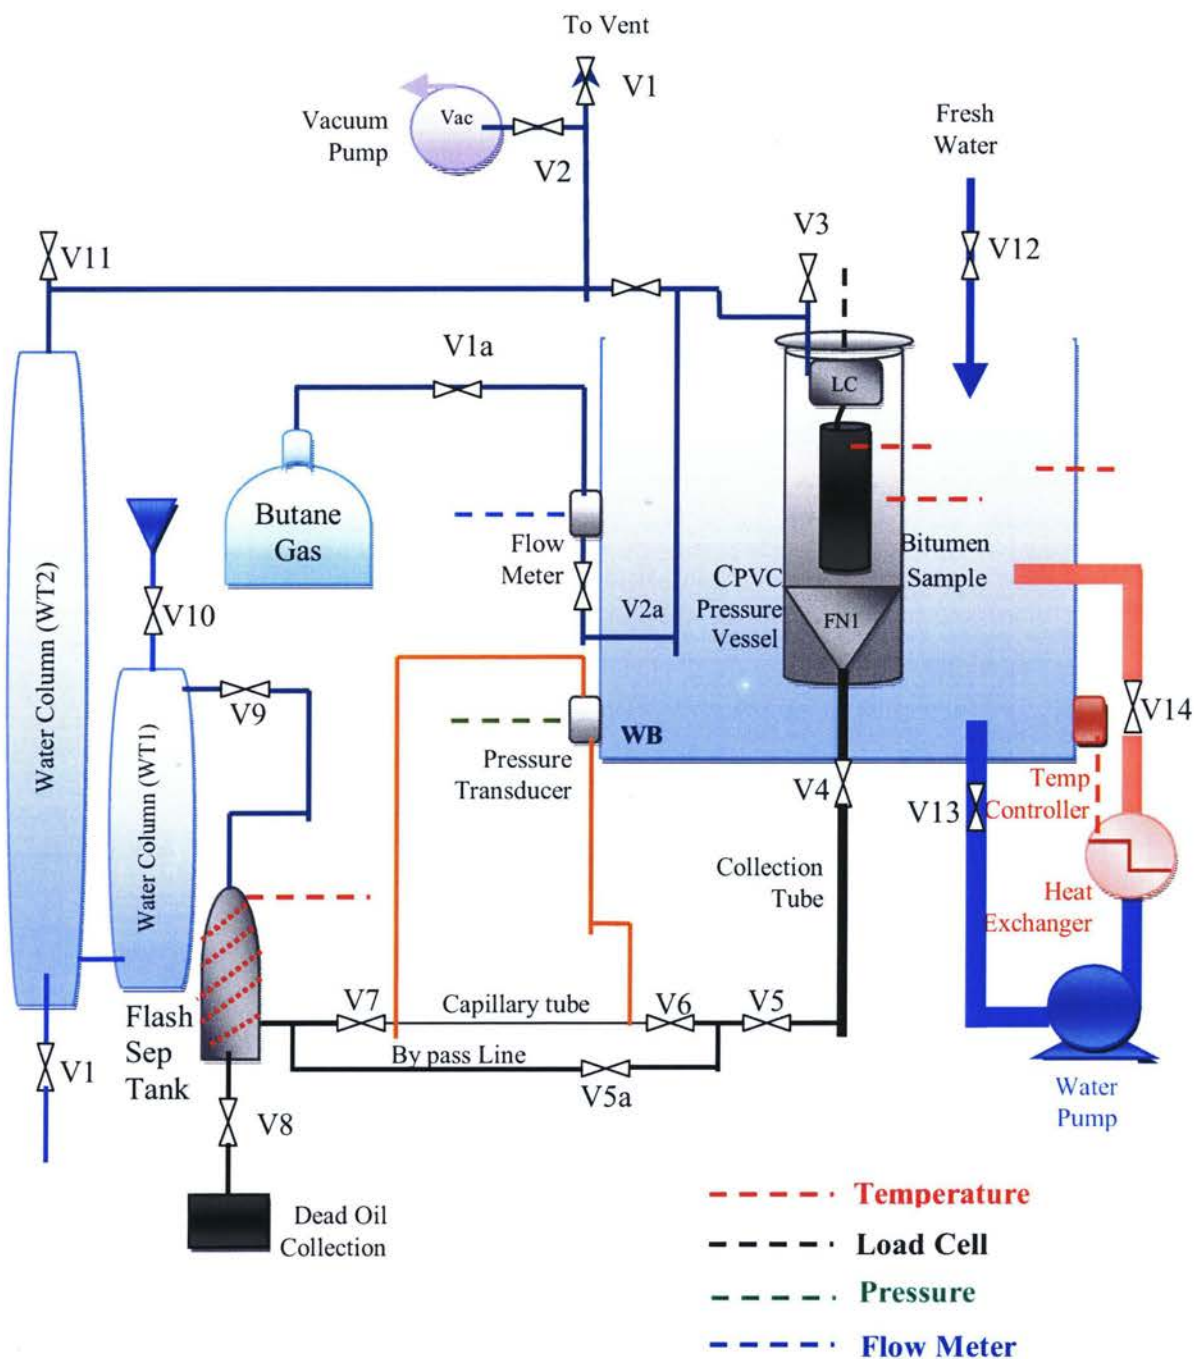 To Vent
V1
Vac
Vacuum
Pump
V2
Fresh
Water
V3
V11
V12
V1a
LC
Butane
Gas
Flow
Meter
Bitumen
Sample
CPVC
Pressure
Vessel
V2a
FN1
V10
Water Column (WT2)
V9
Water Column (WT1)
V14
WB
Pressure
Transducer
V4
Temp
Controller
V13
Collection
Tube
Heat
Exchanger
V7
Capillary tube
V6
V5
Flash
Sep
Tank
By pass Line
V5a
V1
V8
Water
Pump
Dead Oil
Collection
Temperature
Load Cell
Pressure
Flow Meter